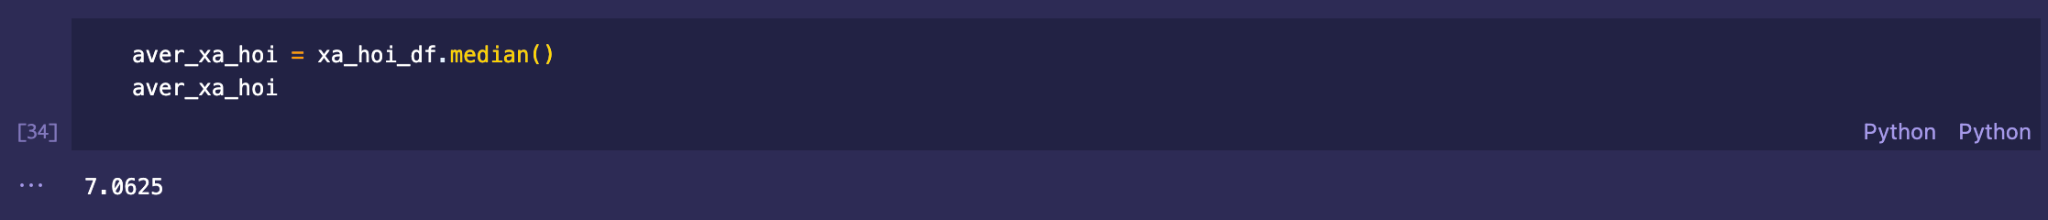 aver_xa_hoi = xa_hoi_df.median()
aver_xa_hoi
[34]
Python Python
... 7.0625